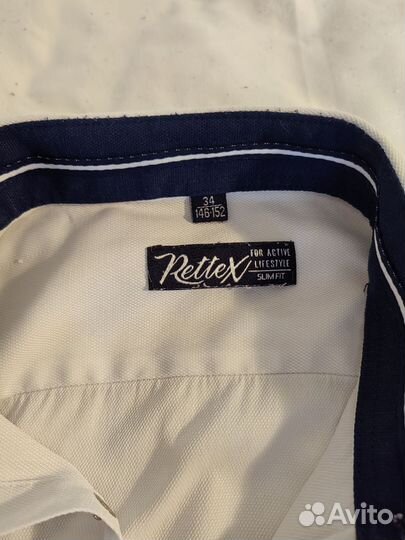 34
146-152
Rettex
FOR ACTIVE
LIFESTYLE
SLIM FIT
Avito